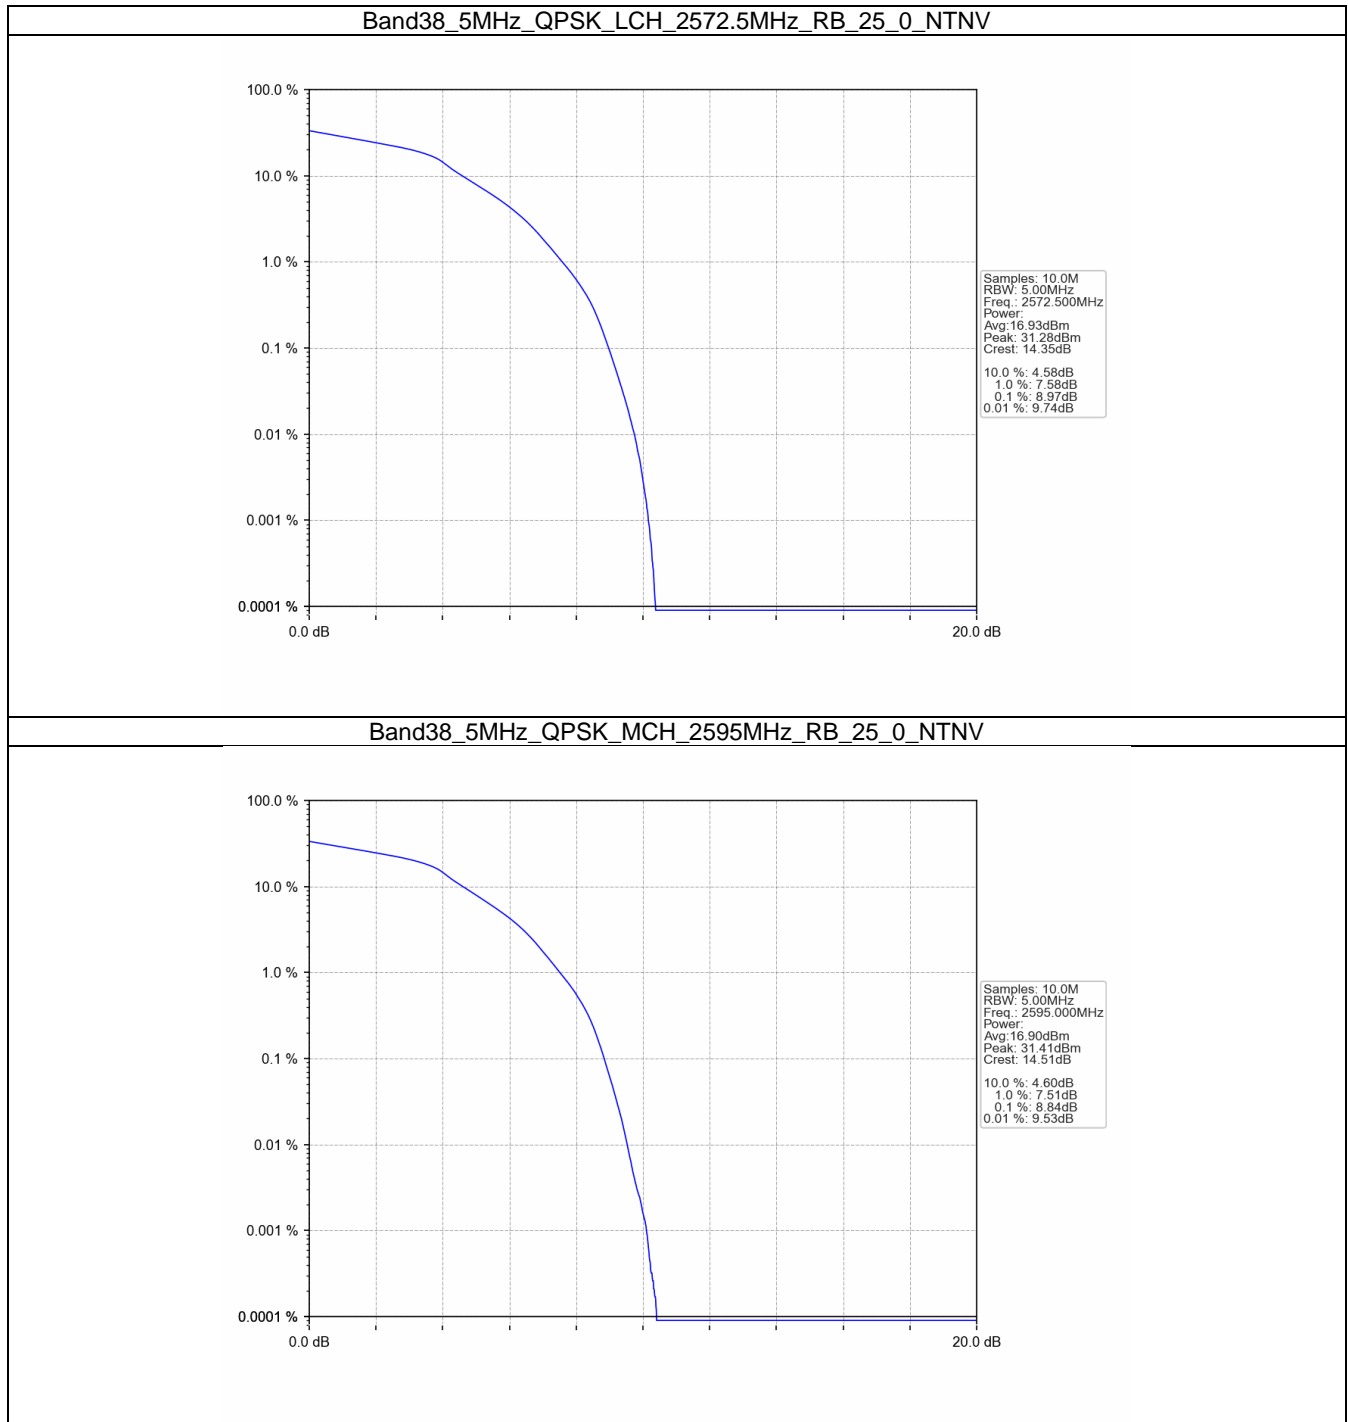 Band38_5MHz_QPSK_LCH_2572.5MHz_RB_25_0_NTNV
100.0 %
10.0 %
1.0 %
0.1 %
0.01 %
0.001 %
0.0001 %
0.0 dB
20.0 dB
Samples: 10.0M
RBW: 5.00MHz
Freq.: 2572.500MHz
Power:
Avg:16.93dBm
Peak: 31.28dBm
Crest: 14.35dB
10.0 %: 4.58dB
1.0 %: 7.58dB
0.1 %: 8.97dB
0.01 %: 9.74dB
Band38_5MHz_QPSK_MCH_2595MHz_RB_25_0_NTNV
100.0 %
10.0 %
1.0 %
0.1 %
0.01 %
0.001 %
0.0001 %
0.0 dB
20.0 dB
Samples: 10.0M
RBW: 5.00MHz
Freq.: 2595.000MHz
Power:
Avg:16.90dBm
Peak: 31.41dBm
Crest: 14.51dB
10.0 %: 4.60dB
1.0 %: 7.51dB
0.1 %: 8.84dB
0.01 %: 9.53dB